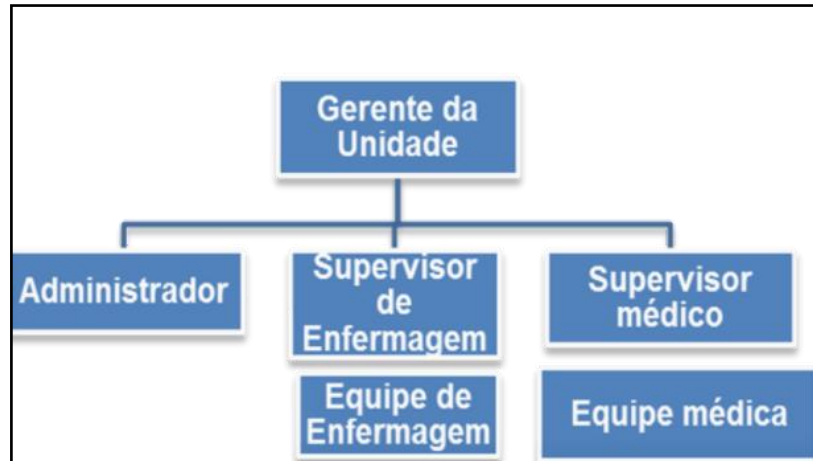 Gerente da
Unidade
Administrador
Supervisor
de
Enfermagem
Supervisor
médico
Equipe de
Enfermagem
Equipe médica